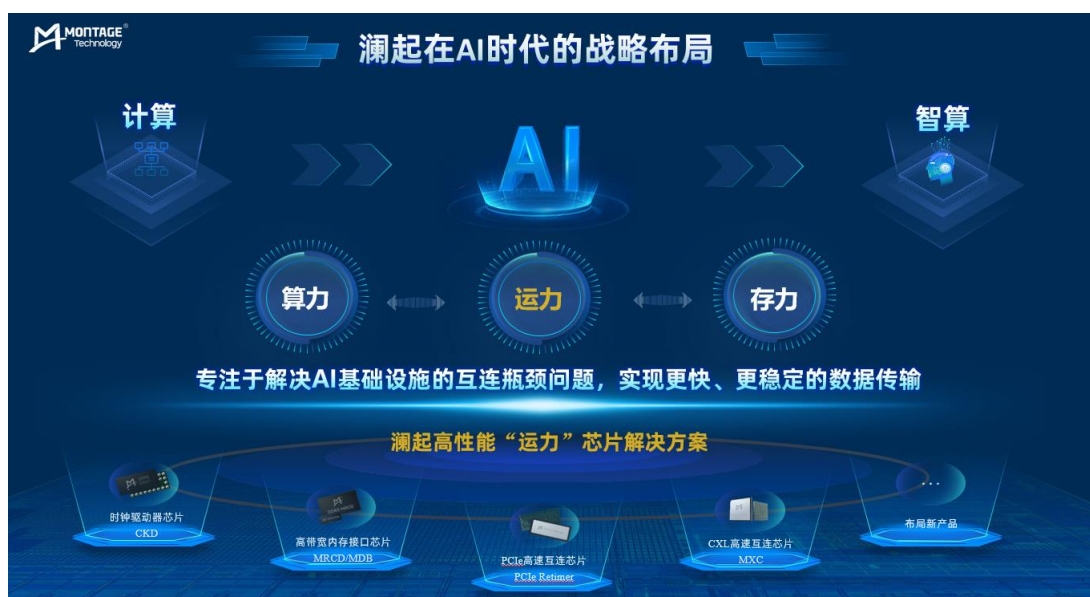 MONTAGE®
Technology
澜起在AI时代的战略布局
计算
AI
智算
算力
运力
存力
专注于解决AI基础设施的互连瓶颈问题，实现更快、更稳定的数据传输
澜起高性能“运力”芯片解决方案
时钟驱动器芯片
CKD
高带宽内存接口芯片
MRCD/MDB
PCIe高速互连芯片
PCIe Retimer
CXL高速互连芯片
MXC
...
布局新产品